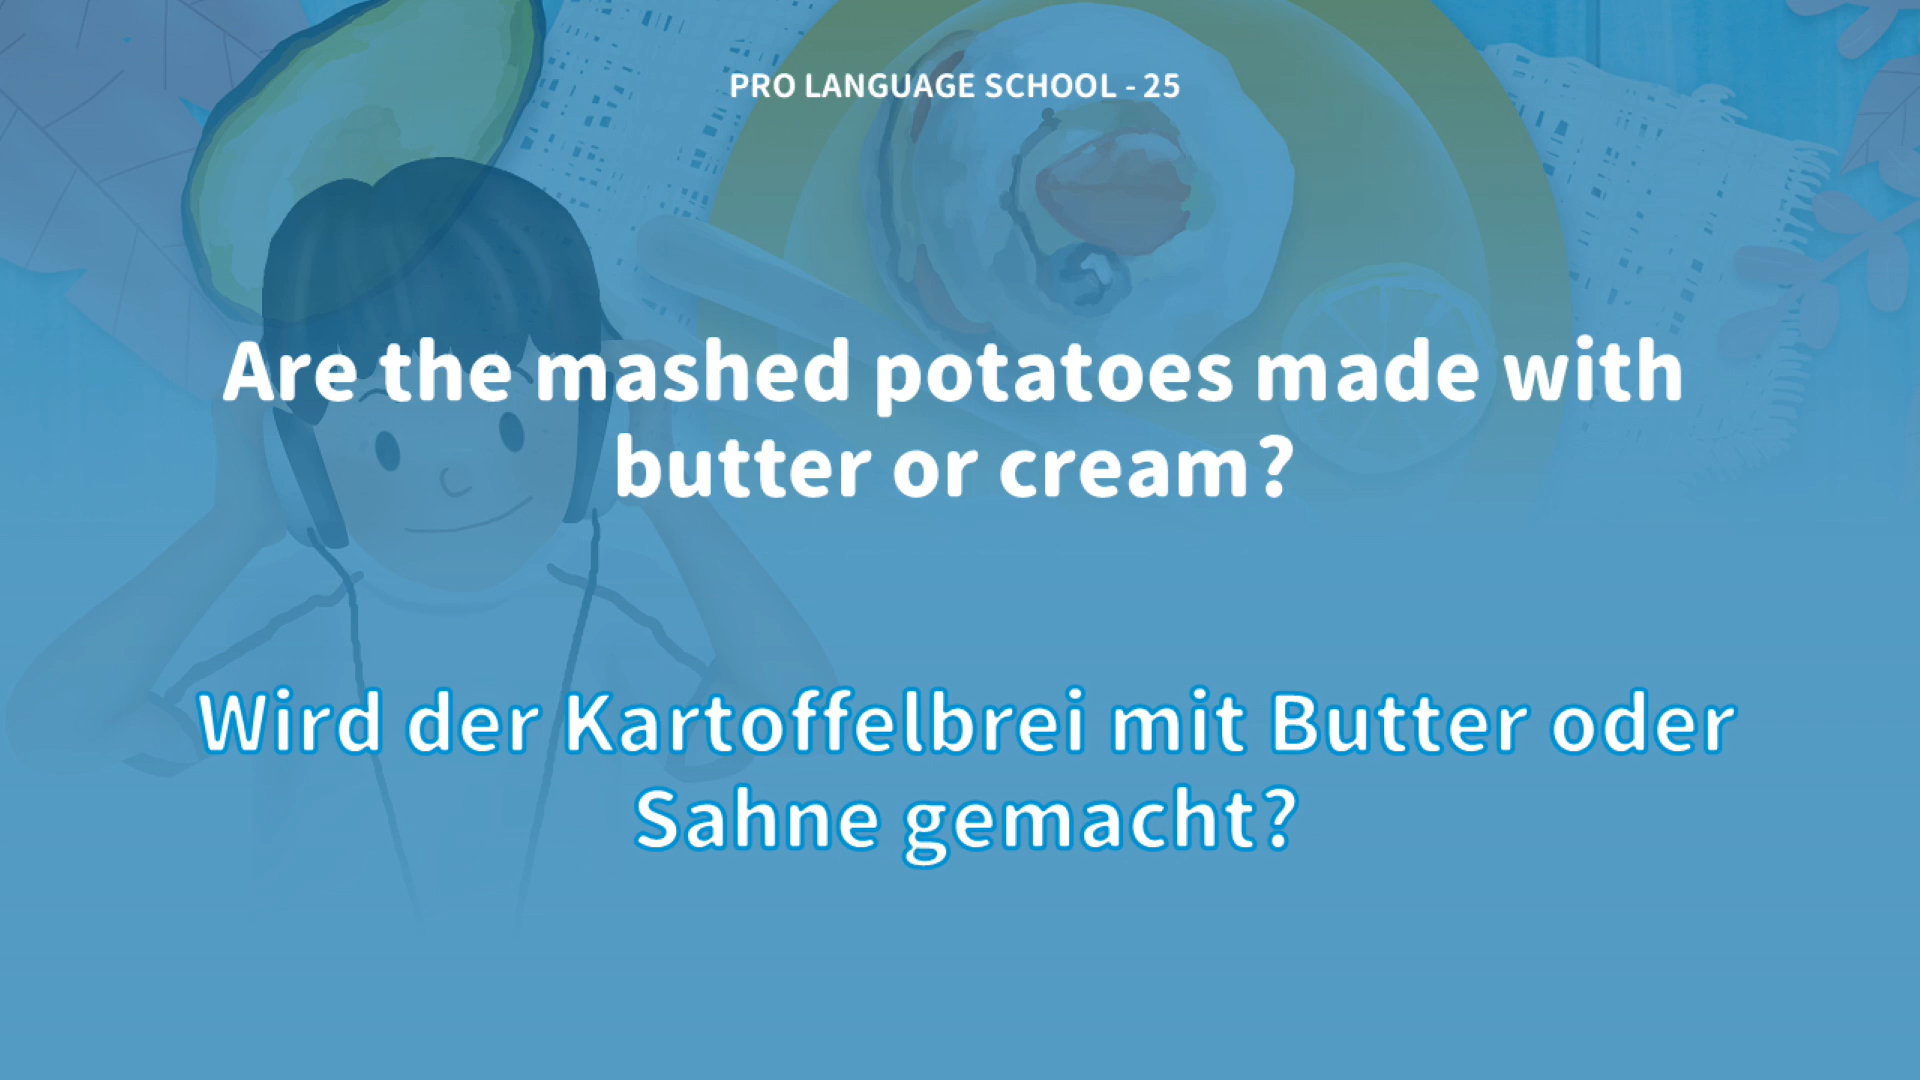 PRO LANGUAGE SCHOOL - 25
Are the mashed potatoes made with
butter or cream?
Wird der Kartoffelbrei mit Butter oder
Sahne gemacht?